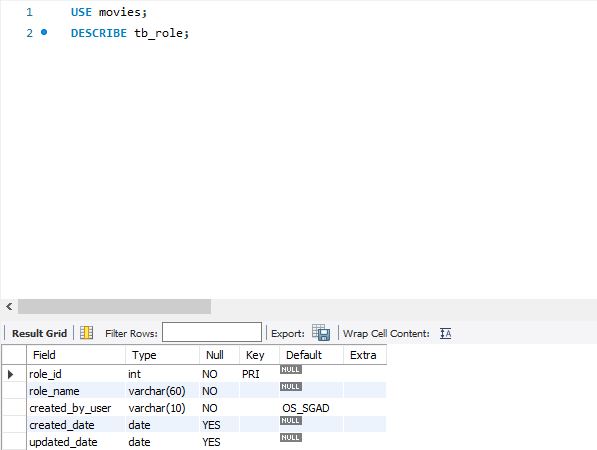 1 USE movies;
2 DESCRIBE tb_role;
Result Grid Filter Rows: Export: Wrap Cell Content: IA
Field Type Null Key Default Extra
role_id int NO PRI NULL
role_name varchar(60) NO NULL
created_by_user varchar(10) NO OS_SGAD
created_date date YES NULL
updated_date date YES NULL